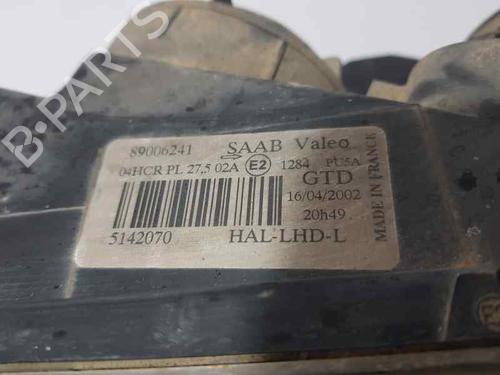 89006241 SAAB Valeo
04HCR PL 27,5 02A → E2 1284 PU5A
GTD
16/04/2002
20h49
5142070 HAL-LHD-L
MADE IN FRANCE